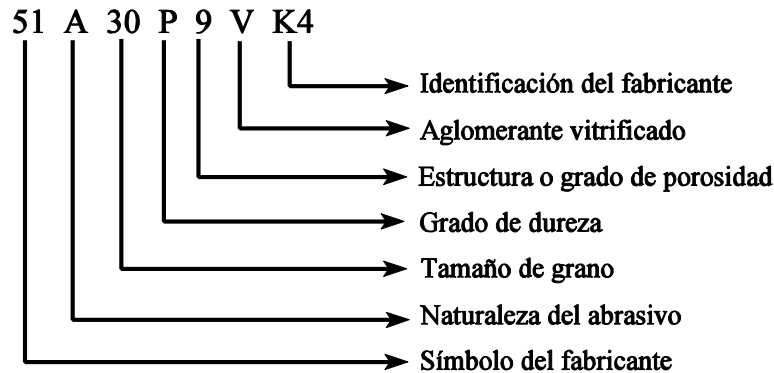 51 A 30 P 9 V K4
Identificación del fabricante
Aglomerante vitrificado
Estructura o grado de porosidad
Grado de dureza
Tamaño de grano
Naturaleza del abrasivo
Símbolo del fabricante